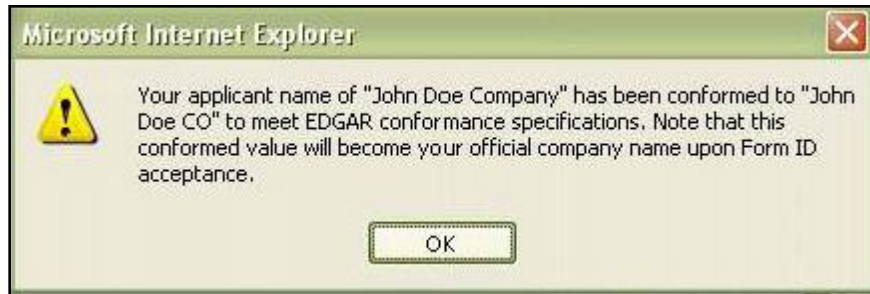 Microsoft Internet Explorer
Your applicant name of "John Doe Company" has been conformed to "John
Doe CO" to meet EDGAR conformance specifications. Note that this
conformed value will become your official company name upon Form ID
acceptance.
OK